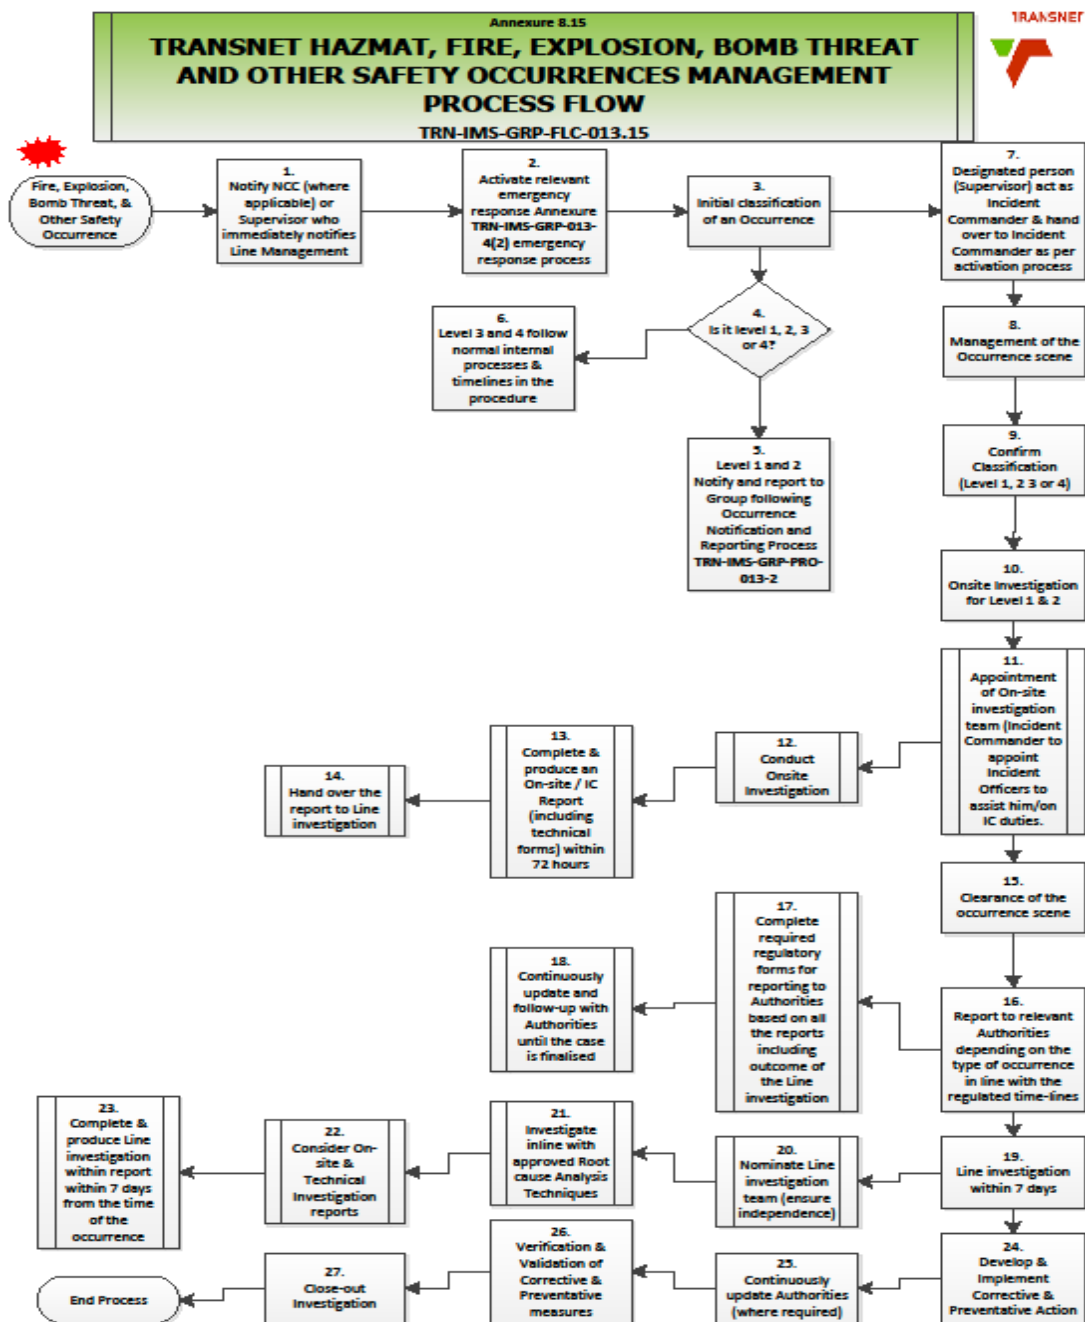 Annexure 8.15
TRANSNET HAZMAT, FIRE, EXPLOSION, BOMB THREAT
AND OTHER SAFETY OCCURRENCES MANAGEMENT
PROCESS FLOW
TRN-IMS-GRP-FLC-013.15
TRANSNET
Fire, Explosion,
Bomb Threat, &
Other Safety
Occurrence
1.
Notify NCC (where
applicable) or
Supervisor who
immediately notifies
Line Management
2.
Activate relevant
emergency
response Annexure
TRN-IMS-GRP-013-
4(2) emergency
response process
3.
Initial classification
of an Occurrence
4.
Is it level 1, 2, 3
or 4?
5.
Level 1 and 2
Notify and report to
Group following
Occurrence
Notification and
Reporting Process
TRN-IMS-GRP-PRO-
013-2
6.
Level 3 and 4 follow
normal internal
processes &
timelines in the
procedure
7.
Designated person
(Supervisor) act as
Incident
Commander & hand
over to Incident
Commander as per
activation process
8.
Management of the
Occurrence scene
9.
Confirm
Classification
(Level 1, 2 3 or 4)
10.
Onsite Investigation
for Level 1 & 2
11.
Appointment
of On-site
investigation
team (Incident
Commander to
appoint
Incident
Officers to
assist him/on
IC duties.
12.
Conduct
Onsite
Investigation
13.
Complete &
produce an
On-site / IC
Report
(including
technical
forms) within
72 hours
14.
Hand over the
report to Line
investigation
15.
Clearance of the
occurrence scene
16.
Report to relevant
Authorities
depending on the
type of occurrence
in line with the
regulated time-lines
17.
Complete
required
regulatory
forms for
reporting to
Authorities
based on all
the reports
including
outcome of
the Line
investigation
18.
Continuously
update and
follow-up with
Authorities
until the case
is finalised
19.
Line investigation
within 7 days
20.
Nominate Line
investigation
team (ensure
independence)
21.
Investigate
inline with
approved Root
cause Analysis
Techniques
22.
Consider On-
site &
Technical
Investigation
reports
23.
Complete &
produce Line
investigation
within report
within 7 days
from the time
of the
occurrence
24.
Develop &
Implement
Corrective &
Preventative Action
25.
Continuously
update Authorities
(where required)
26.
Verification &
Validation of
Corrective &
Preventative
measures
27.
Close-out
Investigation
End Process